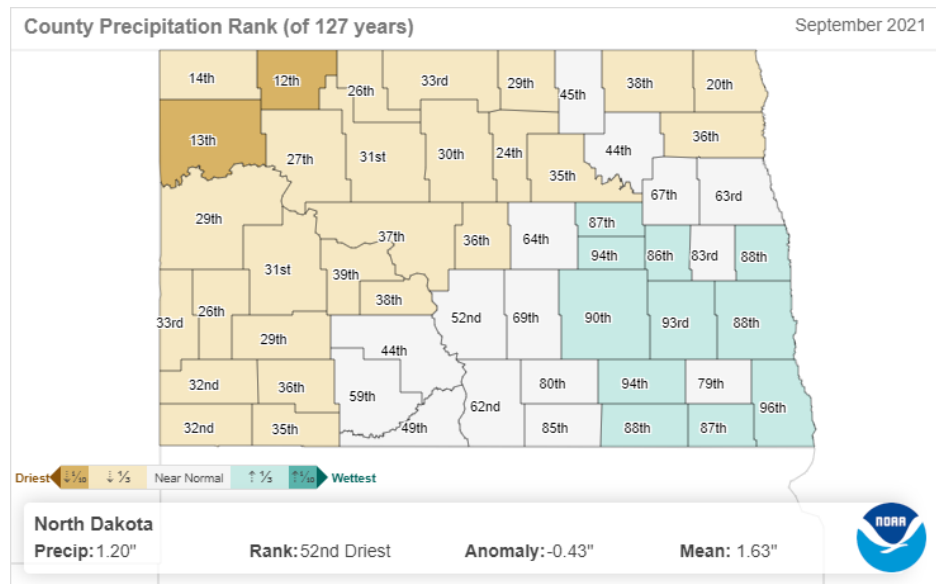 County Precipitation Rank (of 127 years)
September 2021
14th 12th 26th 33rd 29th 45th 38th 20th
13th 27th 31st 30th 24th 35th 44th 36th
29th 31st 37th 36th 64th 87th 67th 63rd
39th 38th 94th 86th 83rd 88th
33rd 26th 29th 44th 52nd 69th 90th 93rd 88th
32nd 36th 59th 62nd 80th 94th 79th 96th
32nd 35th 49th 85th 88th 87th
Driest ↓1/10 ↓ 1/3 Near Normal ↑ 1/3 ↑1/10 Wettest
North Dakota
Precip: 1.20" Rank: 52nd Driest Anomaly: -0.43" Mean: 1.63"
NOAA